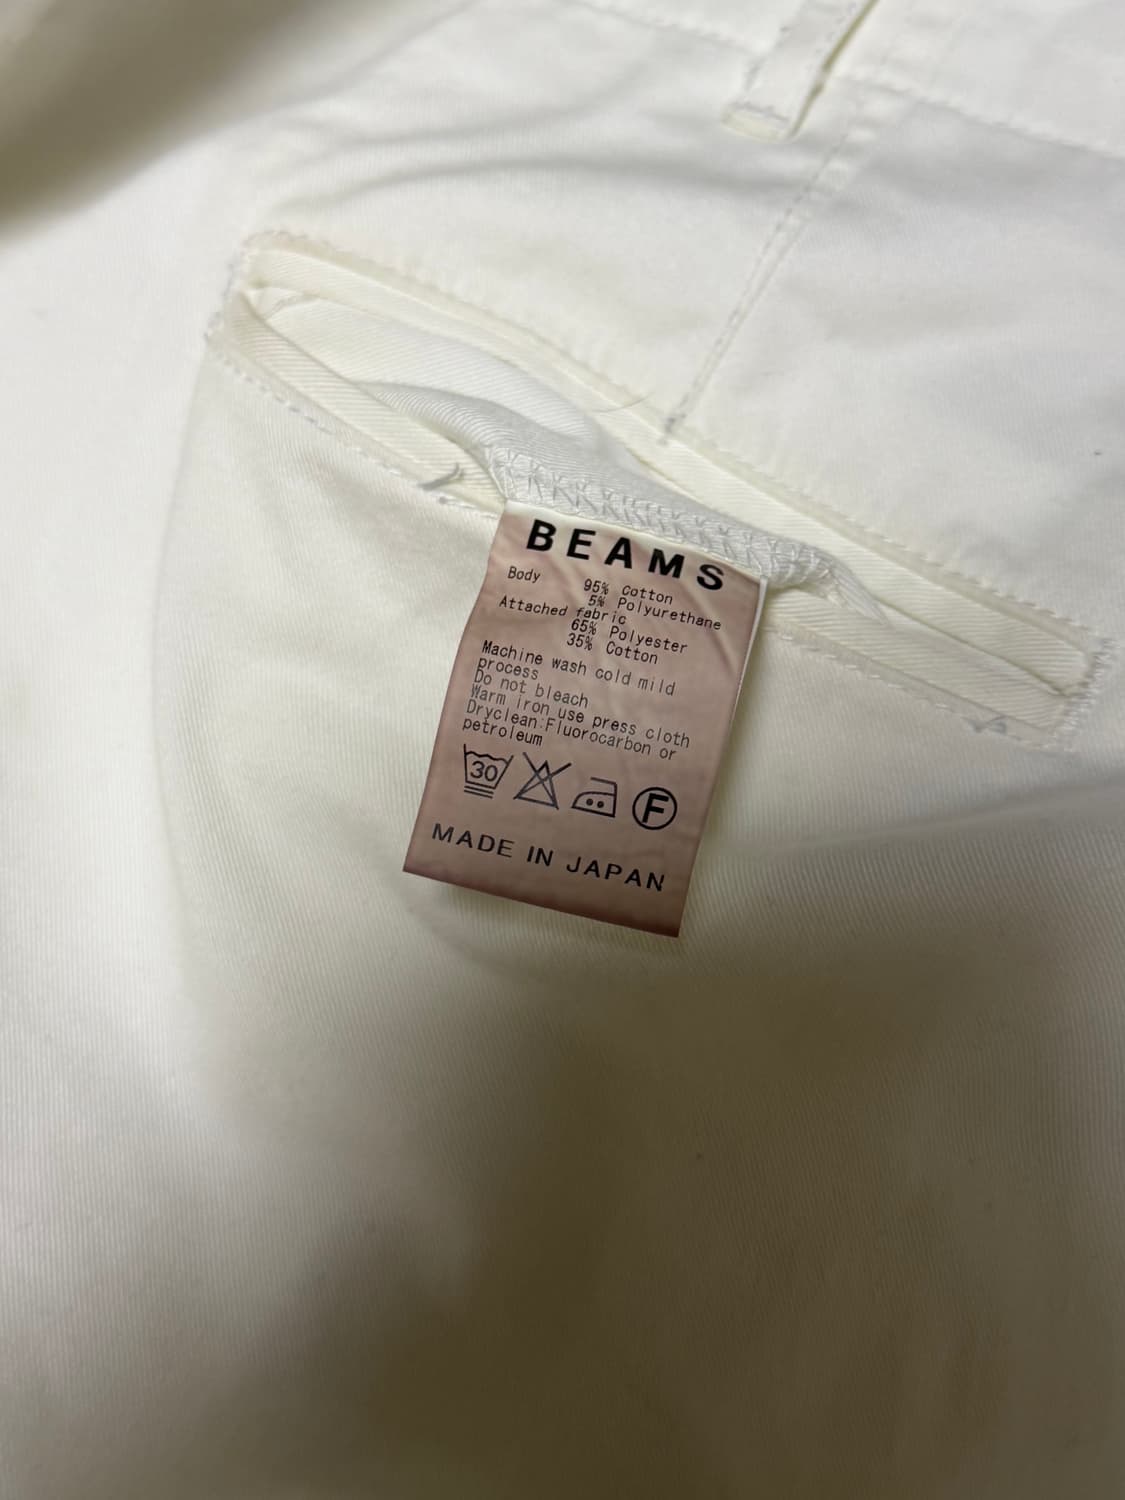 BEAMS
Body 95% Cotton
5% Polyurethane
Attached fabric
65% Polyester
35% Cotton
Machine wash cold mild
process
Do not bleach
Warm iron use press cloth
Dryclean:Fluorocarbon or
petroleum
30 F
MADE IN JAPAN